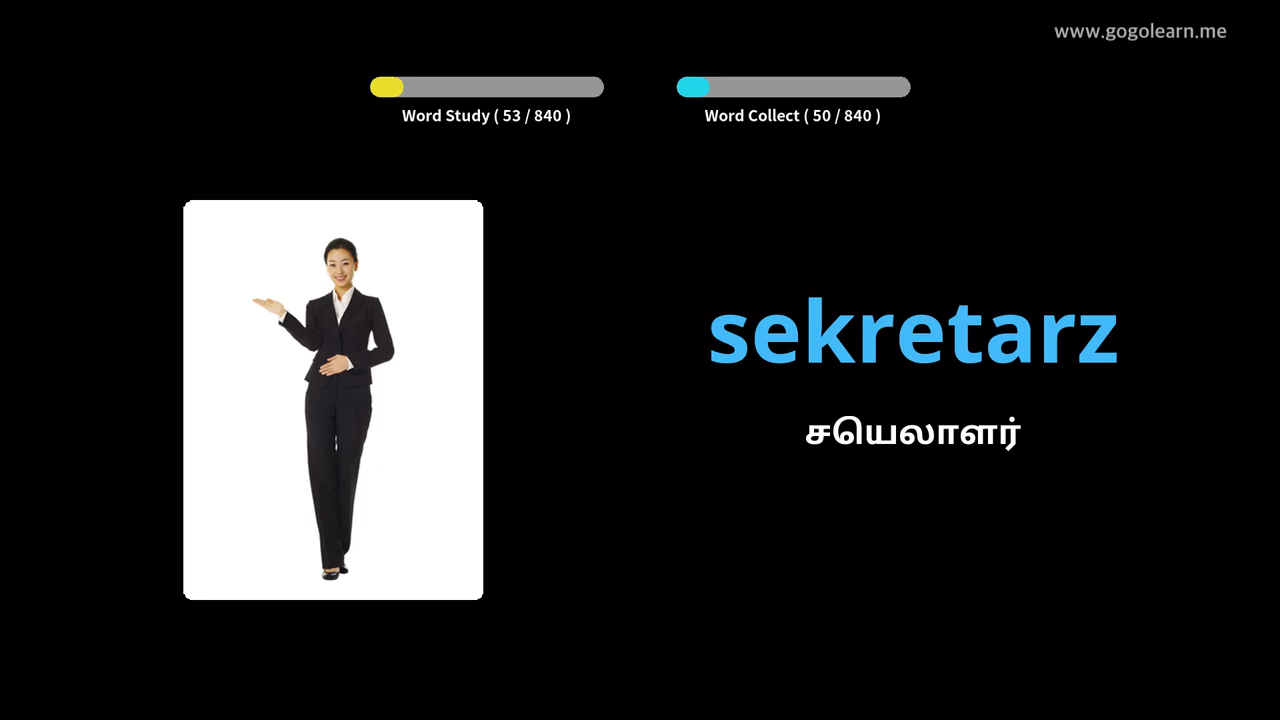 www.gogolearn.me
Word Study ( 53 / 840 )
Word Collect ( 50 / 840 )
sekretarz
சயெலாளர்